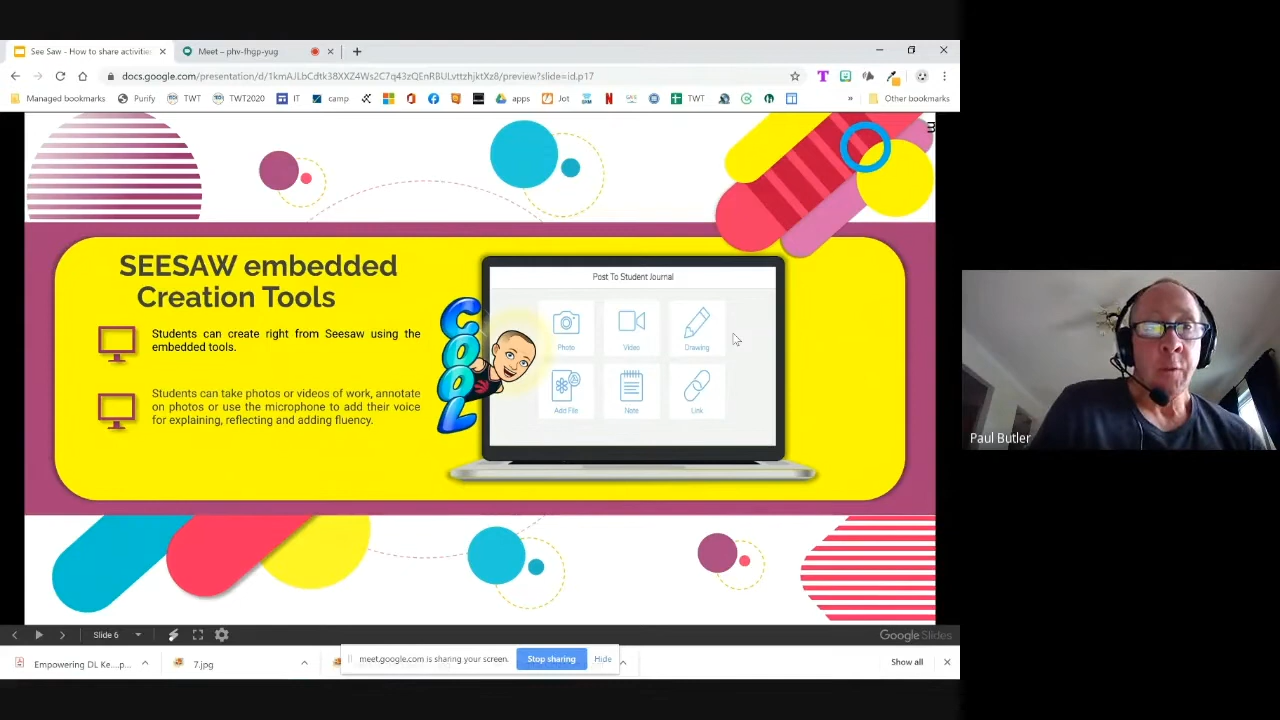 See Saw - How to share activitie
Meet – phv-fhgp-yug
docs.google.com/presentation/d/1kmAJLbCdtk38XXZ4Ws2C7q43zQEnRBULvttzhjktXz8/preview?slide=id.p17
Managed bookmarks
Purify
TWT
TWT2020
IT
camp
apps
Jot
TWT
»
Other bookmarks
SEESAW embedded
Creation Tools
Students can create right from Seesaw using the
embedded tools.
Students can take photos or videos of work, annotate
on photos or use the microphone to add their voice
for explaining, reflecting and adding fluency.
COOL
Post To Student Journal
Photo
Video
Drawing
Add File
Note
Link
Paul Butler
Slide 6
Google Slides
Empowering DL Ke....p...
7.jpg
meet.google.com is sharing your screen.
Stop sharing
Hide
Show all